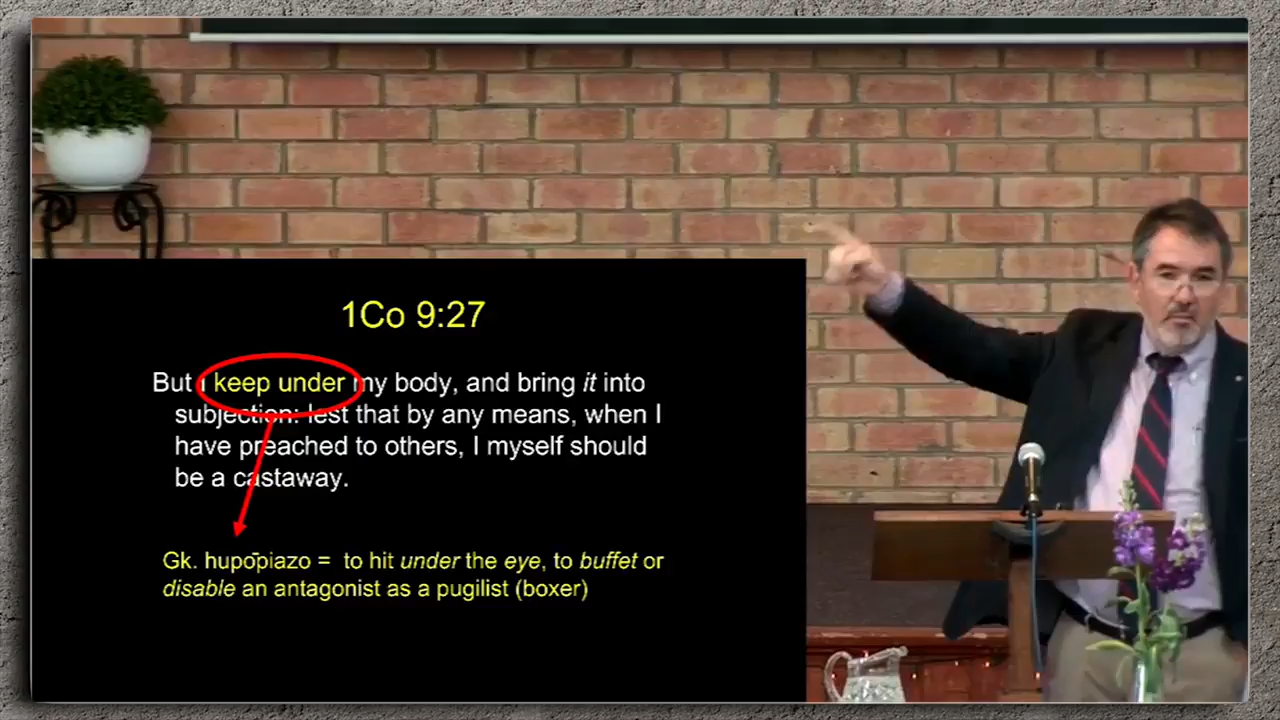 1Co 9:27
But I keep under my body, and bring it into
subjection: lest that by any means, when I
have preached to others, I myself should
be a castaway.
Gk. hupōpiazo = to hit under the eye, to buffet or
disable an antagonist as a pugilist (boxer)